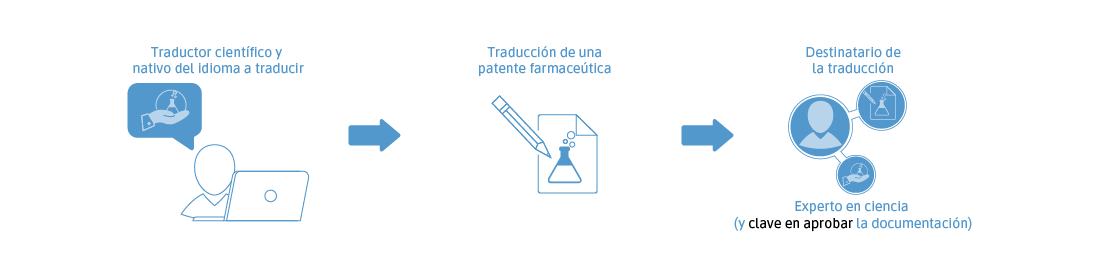 Traductor científico y
nativo del idioma a traducir
Traducción de una
patente farmaceútica
Destinatario de
la traducción
Experto en ciencia
(y clave en aprobar la documentación)